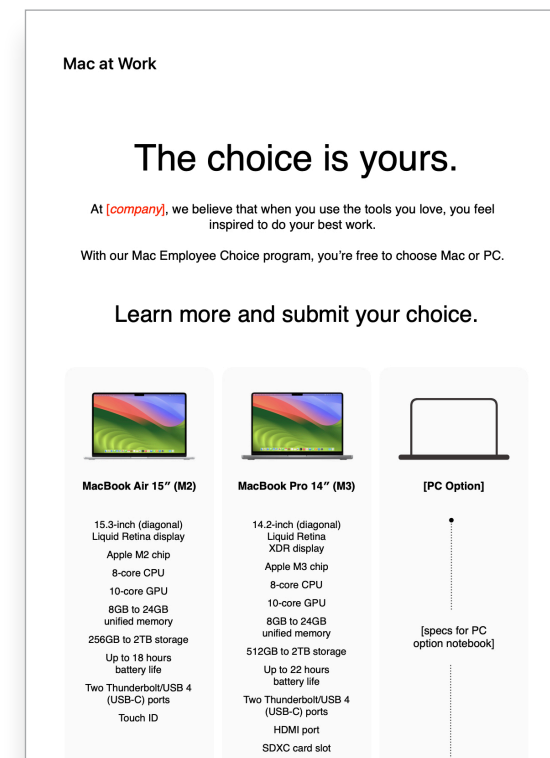 Mac at Work
The choice is yours.
At [company], we believe that when you use the tools you love, you feel
inspired to do your best work.
With our Mac Employee Choice program, you’re free to choose Mac or PC.
Learn more and submit your choice.
MacBook Air 15″ (M2)
15.3-inch (diagonal)
Liquid Retina display
Apple M2 chip
8-core CPU
10-core GPU
8GB to 24GB
unified memory
256GB to 2TB storage
Up to 18 hours
battery life
Two Thunderbolt/USB 4
(USB-C) ports
Touch ID
MacBook Pro 14″ (M3)
14.2-inch (diagonal)
Liquid Retina
XDR display
Apple M3 chip
8-core CPU
10-core GPU
8GB to 24GB
unified memory
512GB to 2TB storage
Up to 22 hours
battery life
Two Thunderbolt/USB 4
(USB-C) ports
HDMI port
SDXC card slot
[PC Option]
[specs for PC
option notebook]